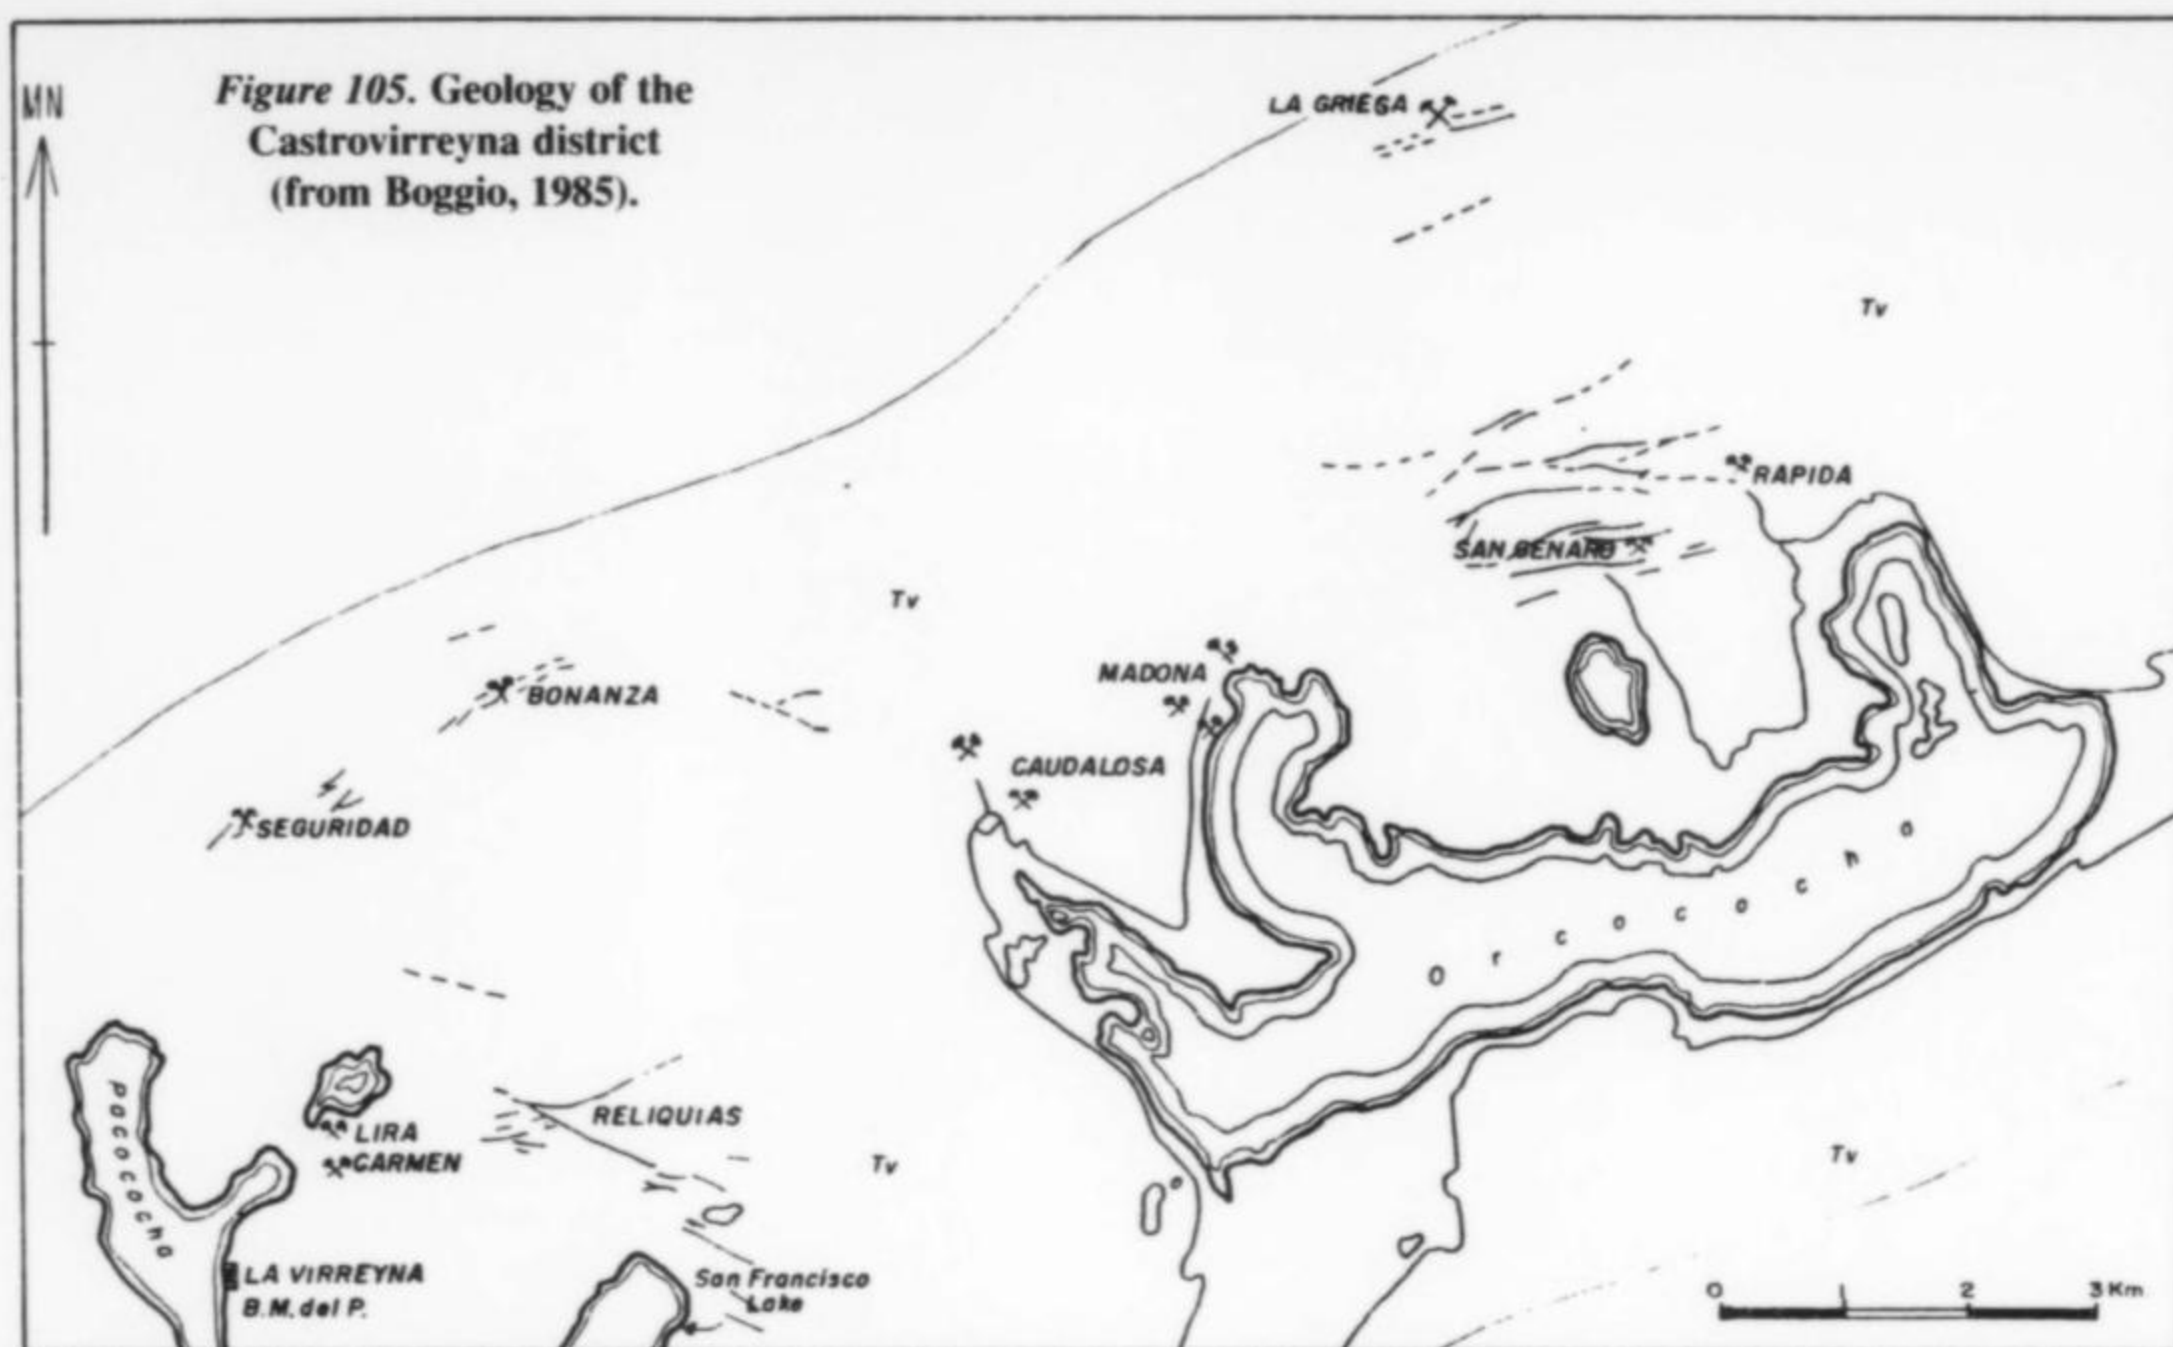 MN
Figure 105. Geology of the
Castrovirreyna district
(from Boggio, 1985).
LA GRIEGA
Tv
RAPIDA
SAN GENARO
Tv
MADONA
BONANZA
CAUDALOSA
SEGURIDAD
Orcococha
Pacococha
RELIQUIAS
LIRA
CARMEN
Tv
Tv
LA VIRREYNA
B.M. del P.
San Francisco
Lake
0 1 2 3 Km